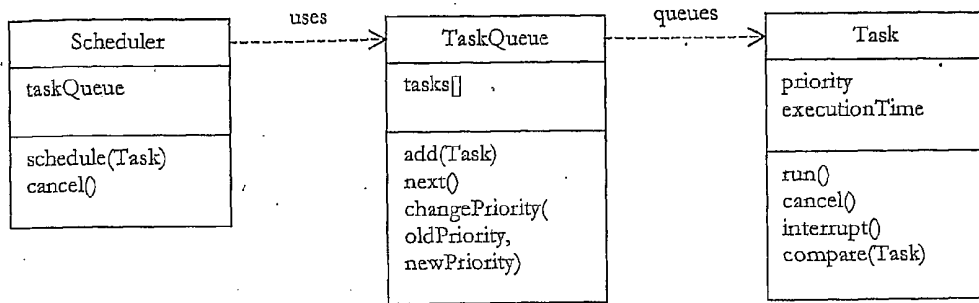 uses
queues
Scheduler
taskQueue
schedule(Task)
cancel()
TaskQueue
tasks[]
add(Task)
next()
changePriority(
oldPriority,
newPriority)
Task
priority
executionTime
run()
cancel()
interrupt()
compare(Task)